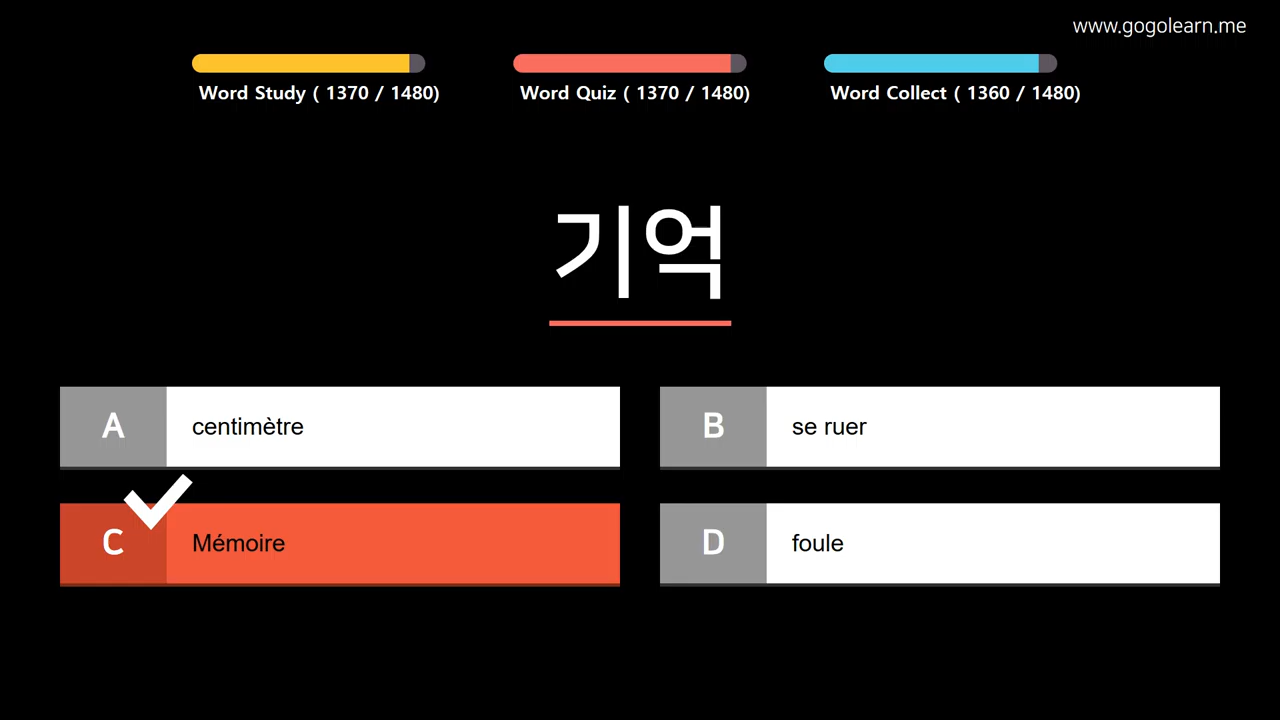 www.gogolearn.me
Word Study ( 1370 / 1480)
Word Quiz ( 1370 / 1480)
Word Collect ( 1360 / 1480)
기억
A
centimètre
B
se ruer
C
Mémoire
D
foule